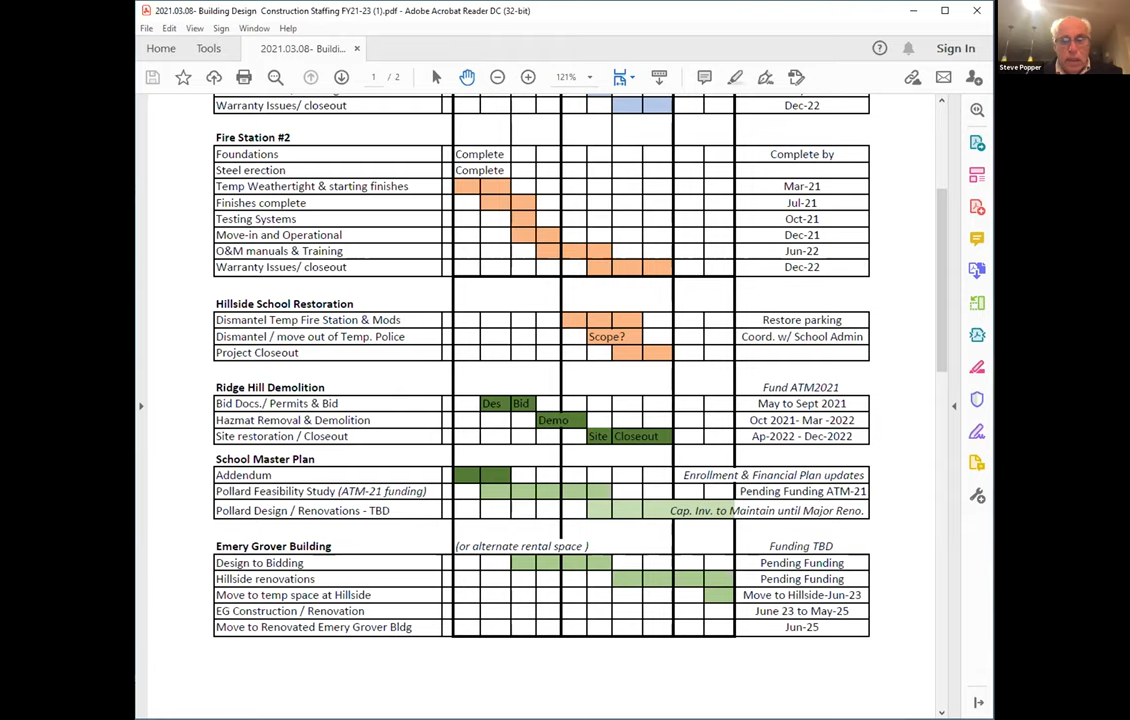 2021.03.08- Building Design  Construction Staffing FY21-23 (1).pdf - Adobe Acrobat Reader DC (32-bit)
File Edit View Sign Window Help
Home Tools 2021.03.08- Buildi... × Sign In
1 / 2 121%
Steve Popper
Warranty Issues/ closeout Dec-22
Fire Station #2
Foundations Complete Complete by
Steel erection Complete
Temp Weathertight & starting finishes Mar-21
Finishes complete Jul-21
Testing Systems Oct-21
Move-in and Operational Dec-21
O&M manuals & Training Jun-22
Warranty Issues/ closeout Dec-22
Hillside School Restoration
Dismantel Temp Fire Station & Mods Restore parking
Dismantel / move out of Temp. Police Scope? Coord. w/ School Admin
Project Closeout
Ridge Hill Demolition Fund ATM2021
Bid Docs./ Permits & Bid Des Bid May to Sept 2021
Hazmat Removal & Demolition Demo Oct 2021- Mar -2022
Site restoration / Closeout Site Closeout Ap-2022 - Dec-2022
School Master Plan
Addendum Enrollment & Financial Plan updates
Pollard Feasibility Study (ATM-21 funding) Pending Funding ATM-21
Pollard Design / Renovations - TBD Cap. Inv. to Maintain until Major Reno.
Emery Grover Building (or alternate rental space ) Funding TBD
Design to Bidding Pending Funding
Hillside renovations Pending Funding
Move to temp space at Hillside Move to Hillside-Jun-23
EG Construction / Renovation June 23 to May-25
Move to Renovated Emery Grover Bldg Jun-25